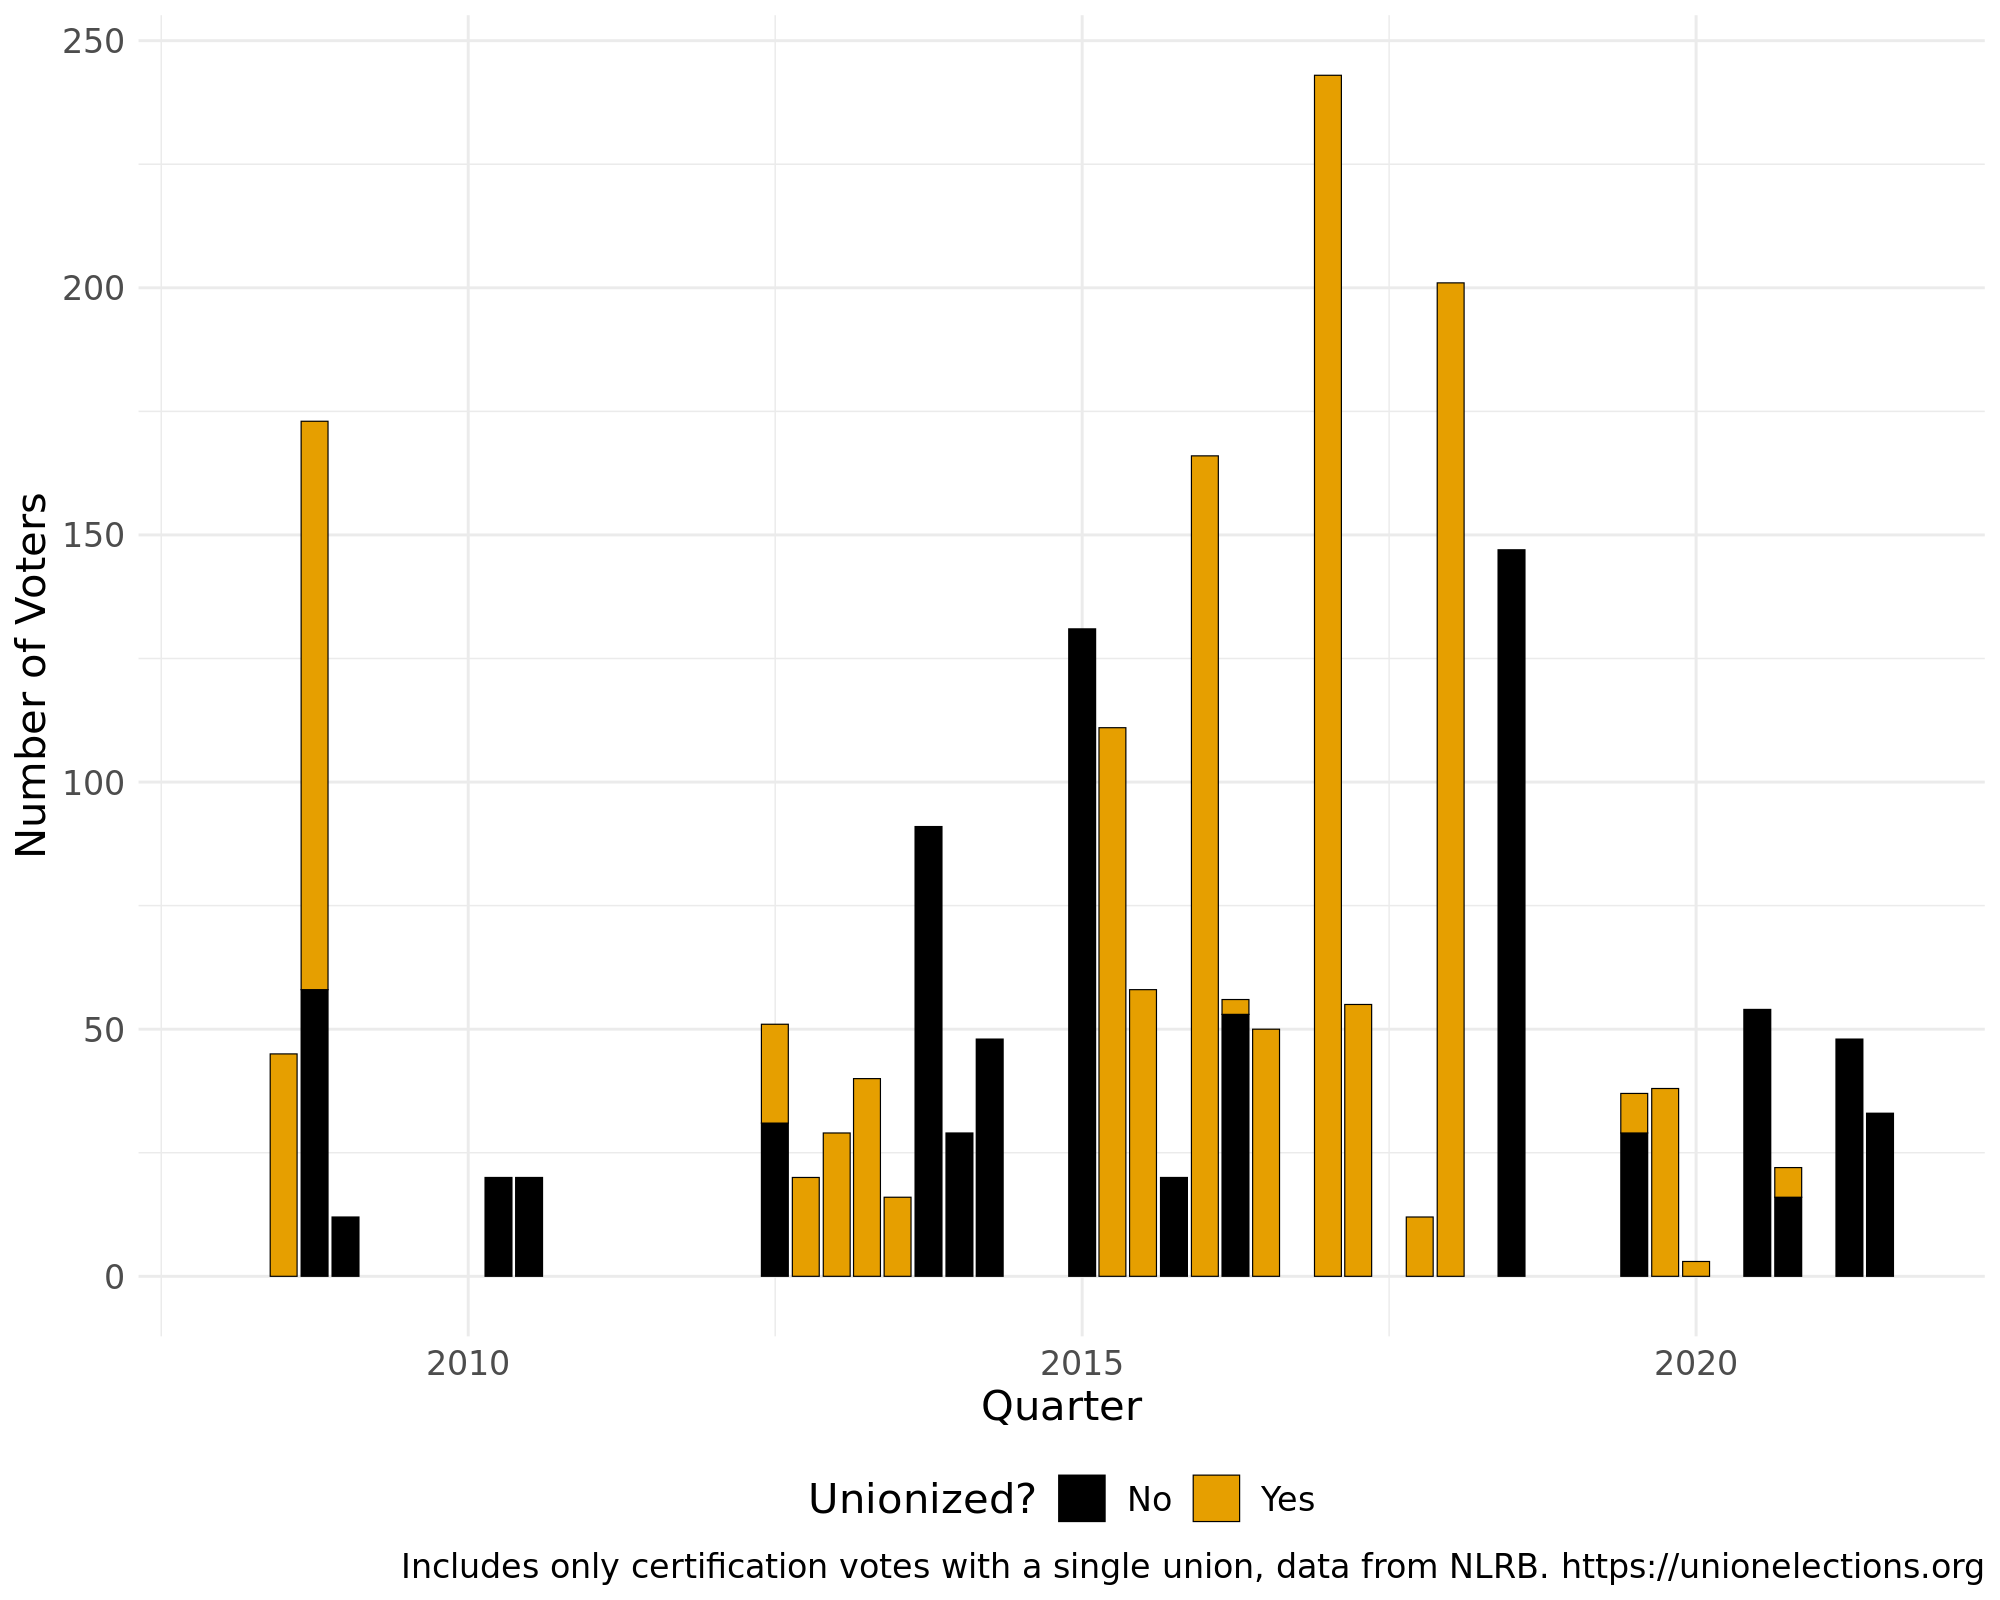 250
200
150
100
50
0
Number of Voters
2010
2015
2020
Quarter
Unionized?
No
Yes
Includes only certification votes with a single union, data from NLRB. https://unionelections.org